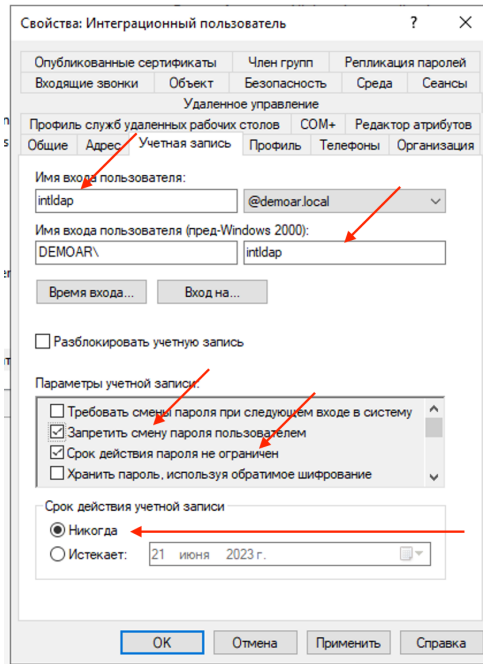 Свойства: Интеграционный пользователь ? ×
Опубликованные сертификаты Член групп Репликация паролей
Входящие звонки Объект Безопасность Среда Сеансы
Удаленное управление
Профиль служб удаленных рабочих столов COM+ Редактор атрибутов
Общие Адрес Учетная запись Профиль Телефоны Организация
Имя входа пользователя:
intldap @demoar.local
Имя входа пользователя (пред-Windows 2000):
DEMOAR\ intldap
Время входа... Вход на...
Разблокировать учетную запись
Параметры учетной записи:
Требовать смены пароля при следующем входе в систему
Запретить смену пароля пользователем
Срок действия пароля не ограничен
Хранить пароль, используя обратимое шифрование
Срок действия учетной записи
Никогда
Истекает: 21 июня 2023 г.
OK Отмена Применить Справка